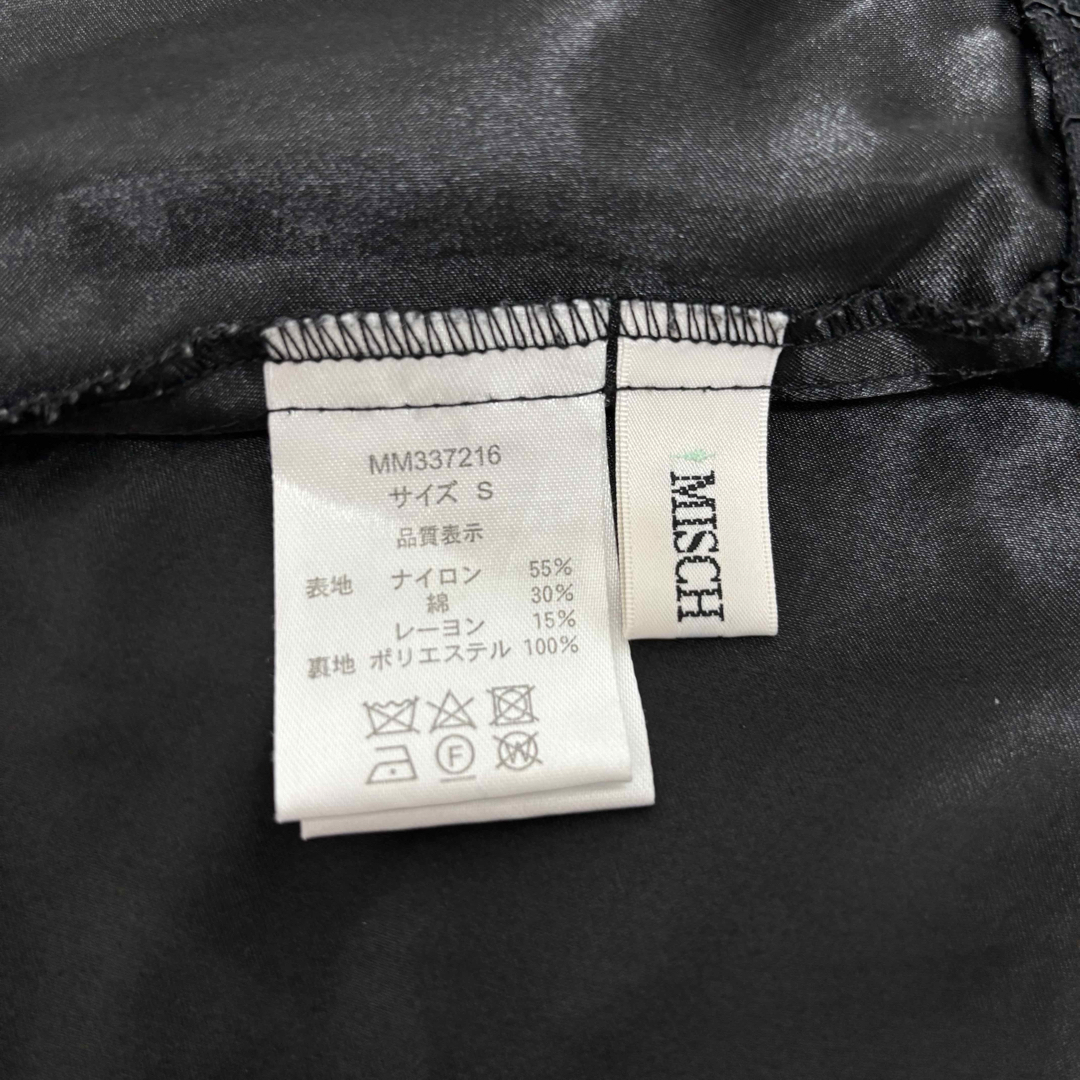 MM337216
サイズ S
品質表示
表地 ナイロン 55%
綿 30%
レーヨン 15%
裏地 ポリエステル 100%
F
W
MISCH